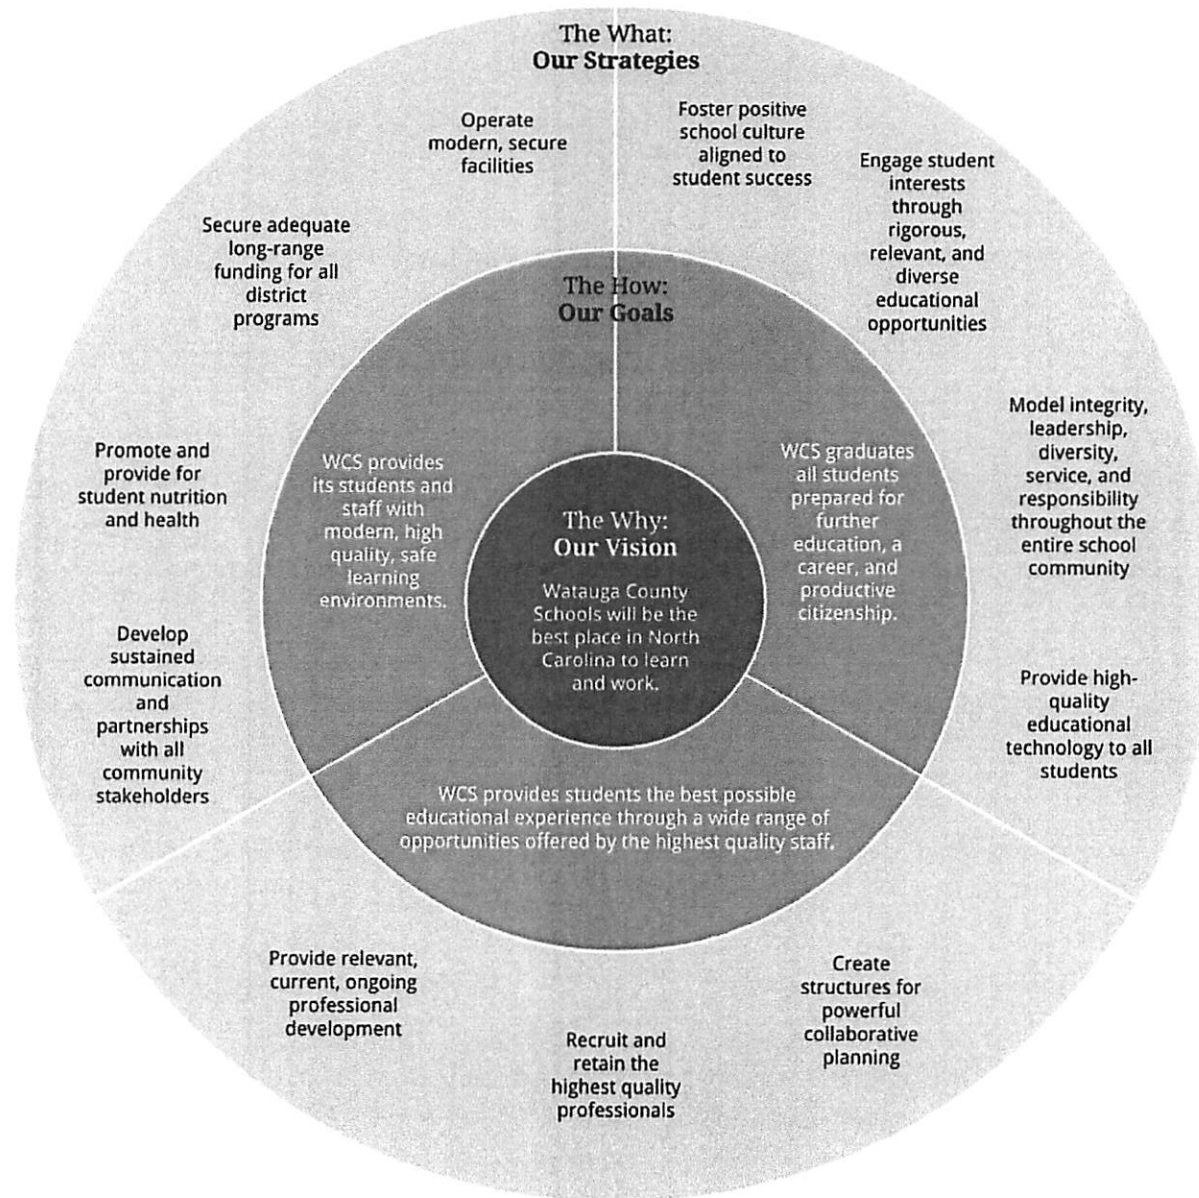 The What:
Our Strategies
Operate
modern, secure
facilities
Foster positive
school culture
aligned to
student success
Engage student
interests
through
rigorous,
relevant, and
diverse
educational
opportunities
Secure adequate
long-range
funding for all
district
programs
The How:
Our Goals
Model integrity,
leadership,
diversity,
service, and
responsibility
throughout the
entire school
community
Promote and
provide for
student nutrition
and health
WCS provides
its students and
staff with
modern, high
quality, safe
learning
environments.
WCS graduates
all students
prepared for
further
education, a
career, and
productive
citizenship.
The Why:
Our Vision
Watauga County
Schools will be the
best place in North
Carolina to learn
and work.
Develop
sustained
communication
and
partnerships
with all
community
stakeholders
Provide high-
quality
educational
technology to all
students
WCS provides students the best possible
educational experience through a wide range of
opportunities offered by the highest quality staff.
Provide relevant,
current, ongoing
professional
development
Recruit and
retain the
highest quality
professionals
Create
structures for
powerful
collaborative
planning